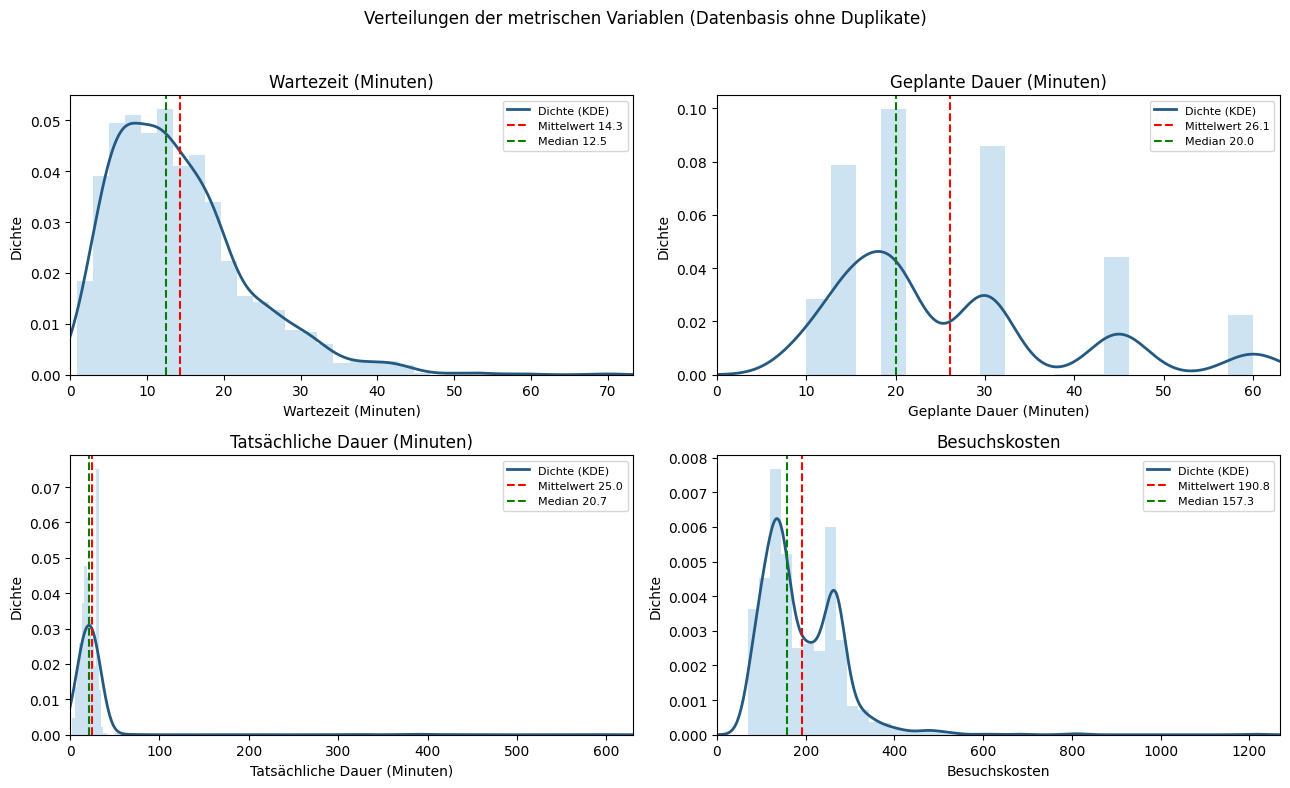 Verteilungen der metrischen Variablen (Datenbasis ohne Duplikate)
Wartezeit (Minuten)
Dichte (KDE)
Mittelwert 14.3
Median 12.5
Dichte
0.05
0.04
0.03
0.02
0.01
0.00
0 10 20 30 40 50 60 70
Wartezeit (Minuten)
Geplante Dauer (Minuten)
Dichte (KDE)
Mittelwert 26.1
Median 20.0
Dichte
0.10
0.08
0.06
0.04
0.02
0.00
0 10 20 30 40 50 60
Geplante Dauer (Minuten)
Tatsächliche Dauer (Minuten)
Dichte (KDE)
Mittelwert 25.0
Median 20.7
Dichte
0.07
0.06
0.05
0.04
0.03
0.02
0.01
0.00
0 100 200 300 400 500 600
Tatsächliche Dauer (Minuten)
Besuchskosten
Dichte (KDE)
Mittelwert 190.8
Median 157.3
Dichte
0.008
0.007
0.006
0.005
0.004
0.003
0.002
0.001
0.000
0 200 400 600 800 1000 1200
Besuchskosten